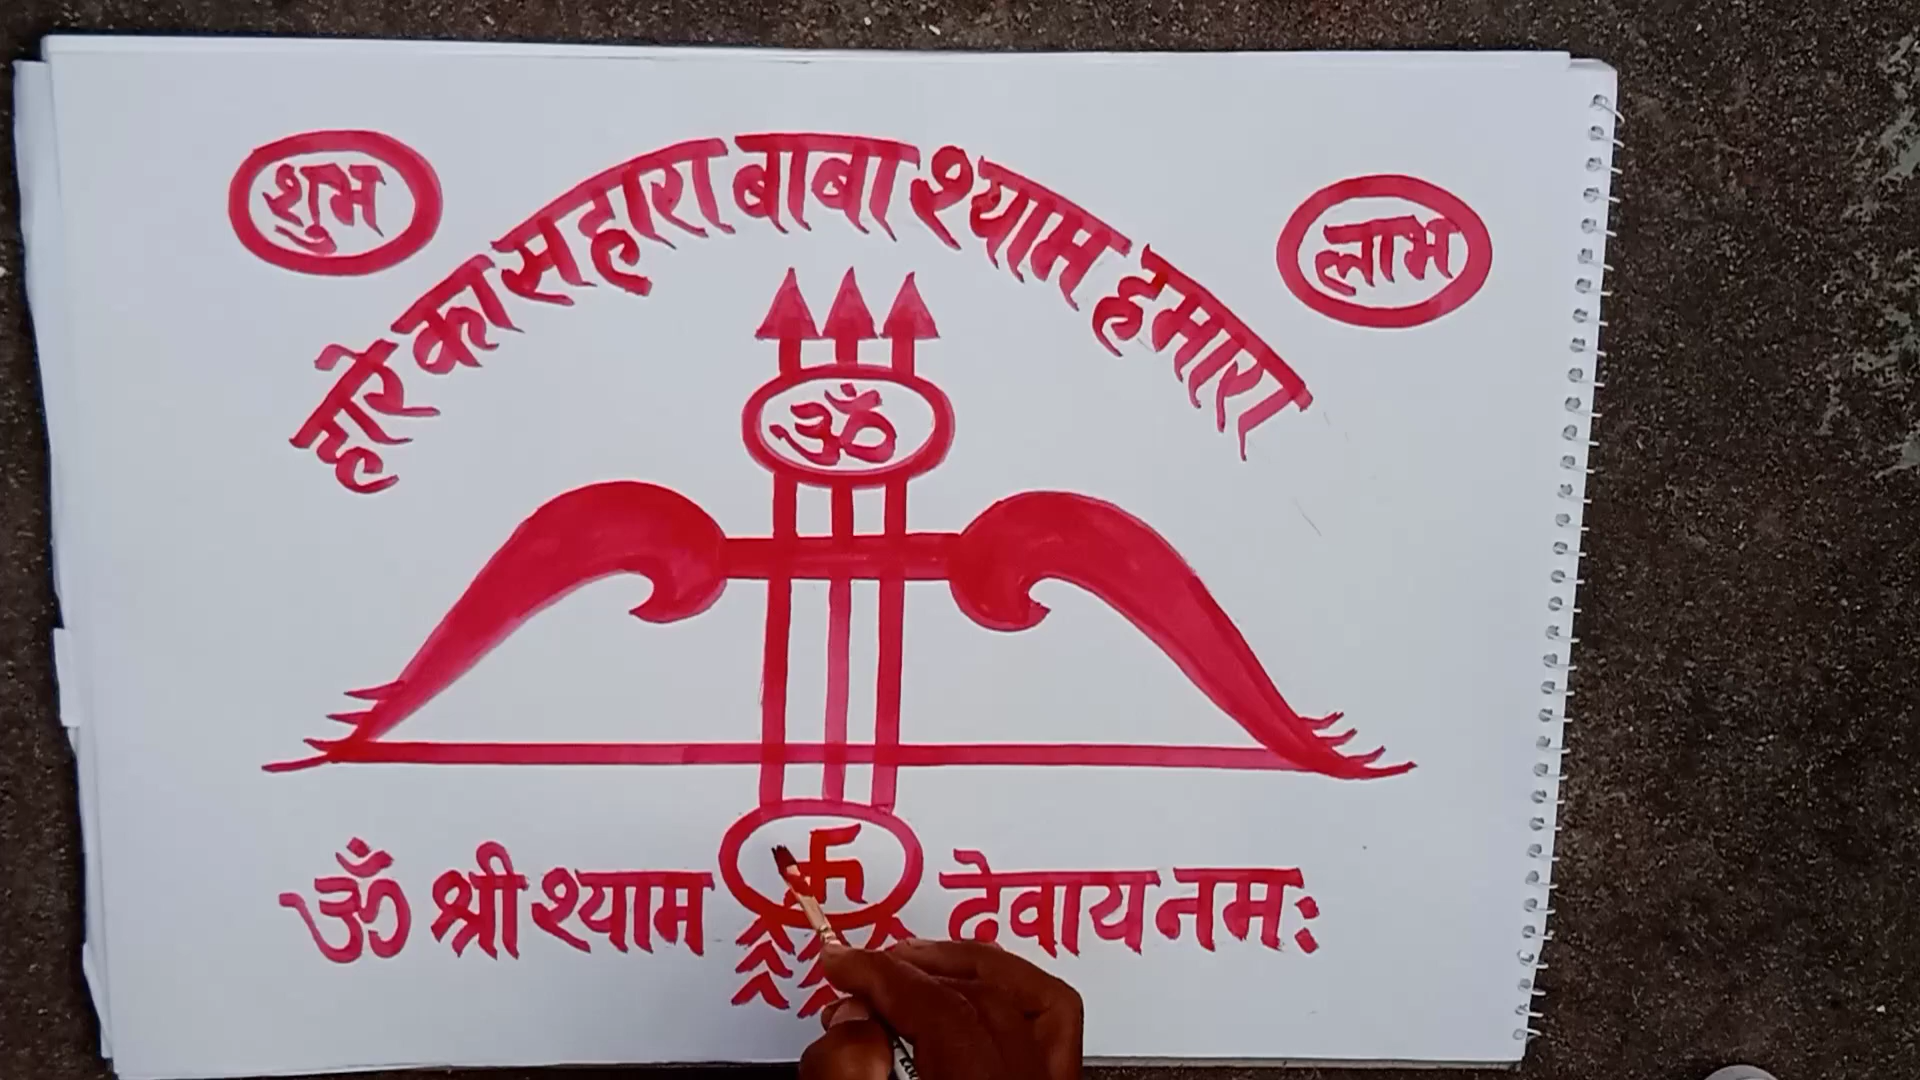 शुभ
हारे का सहारा बाबा श्याम हमारा
लाभ
ॐ
ॐ श्री श्याम देवाय नमः